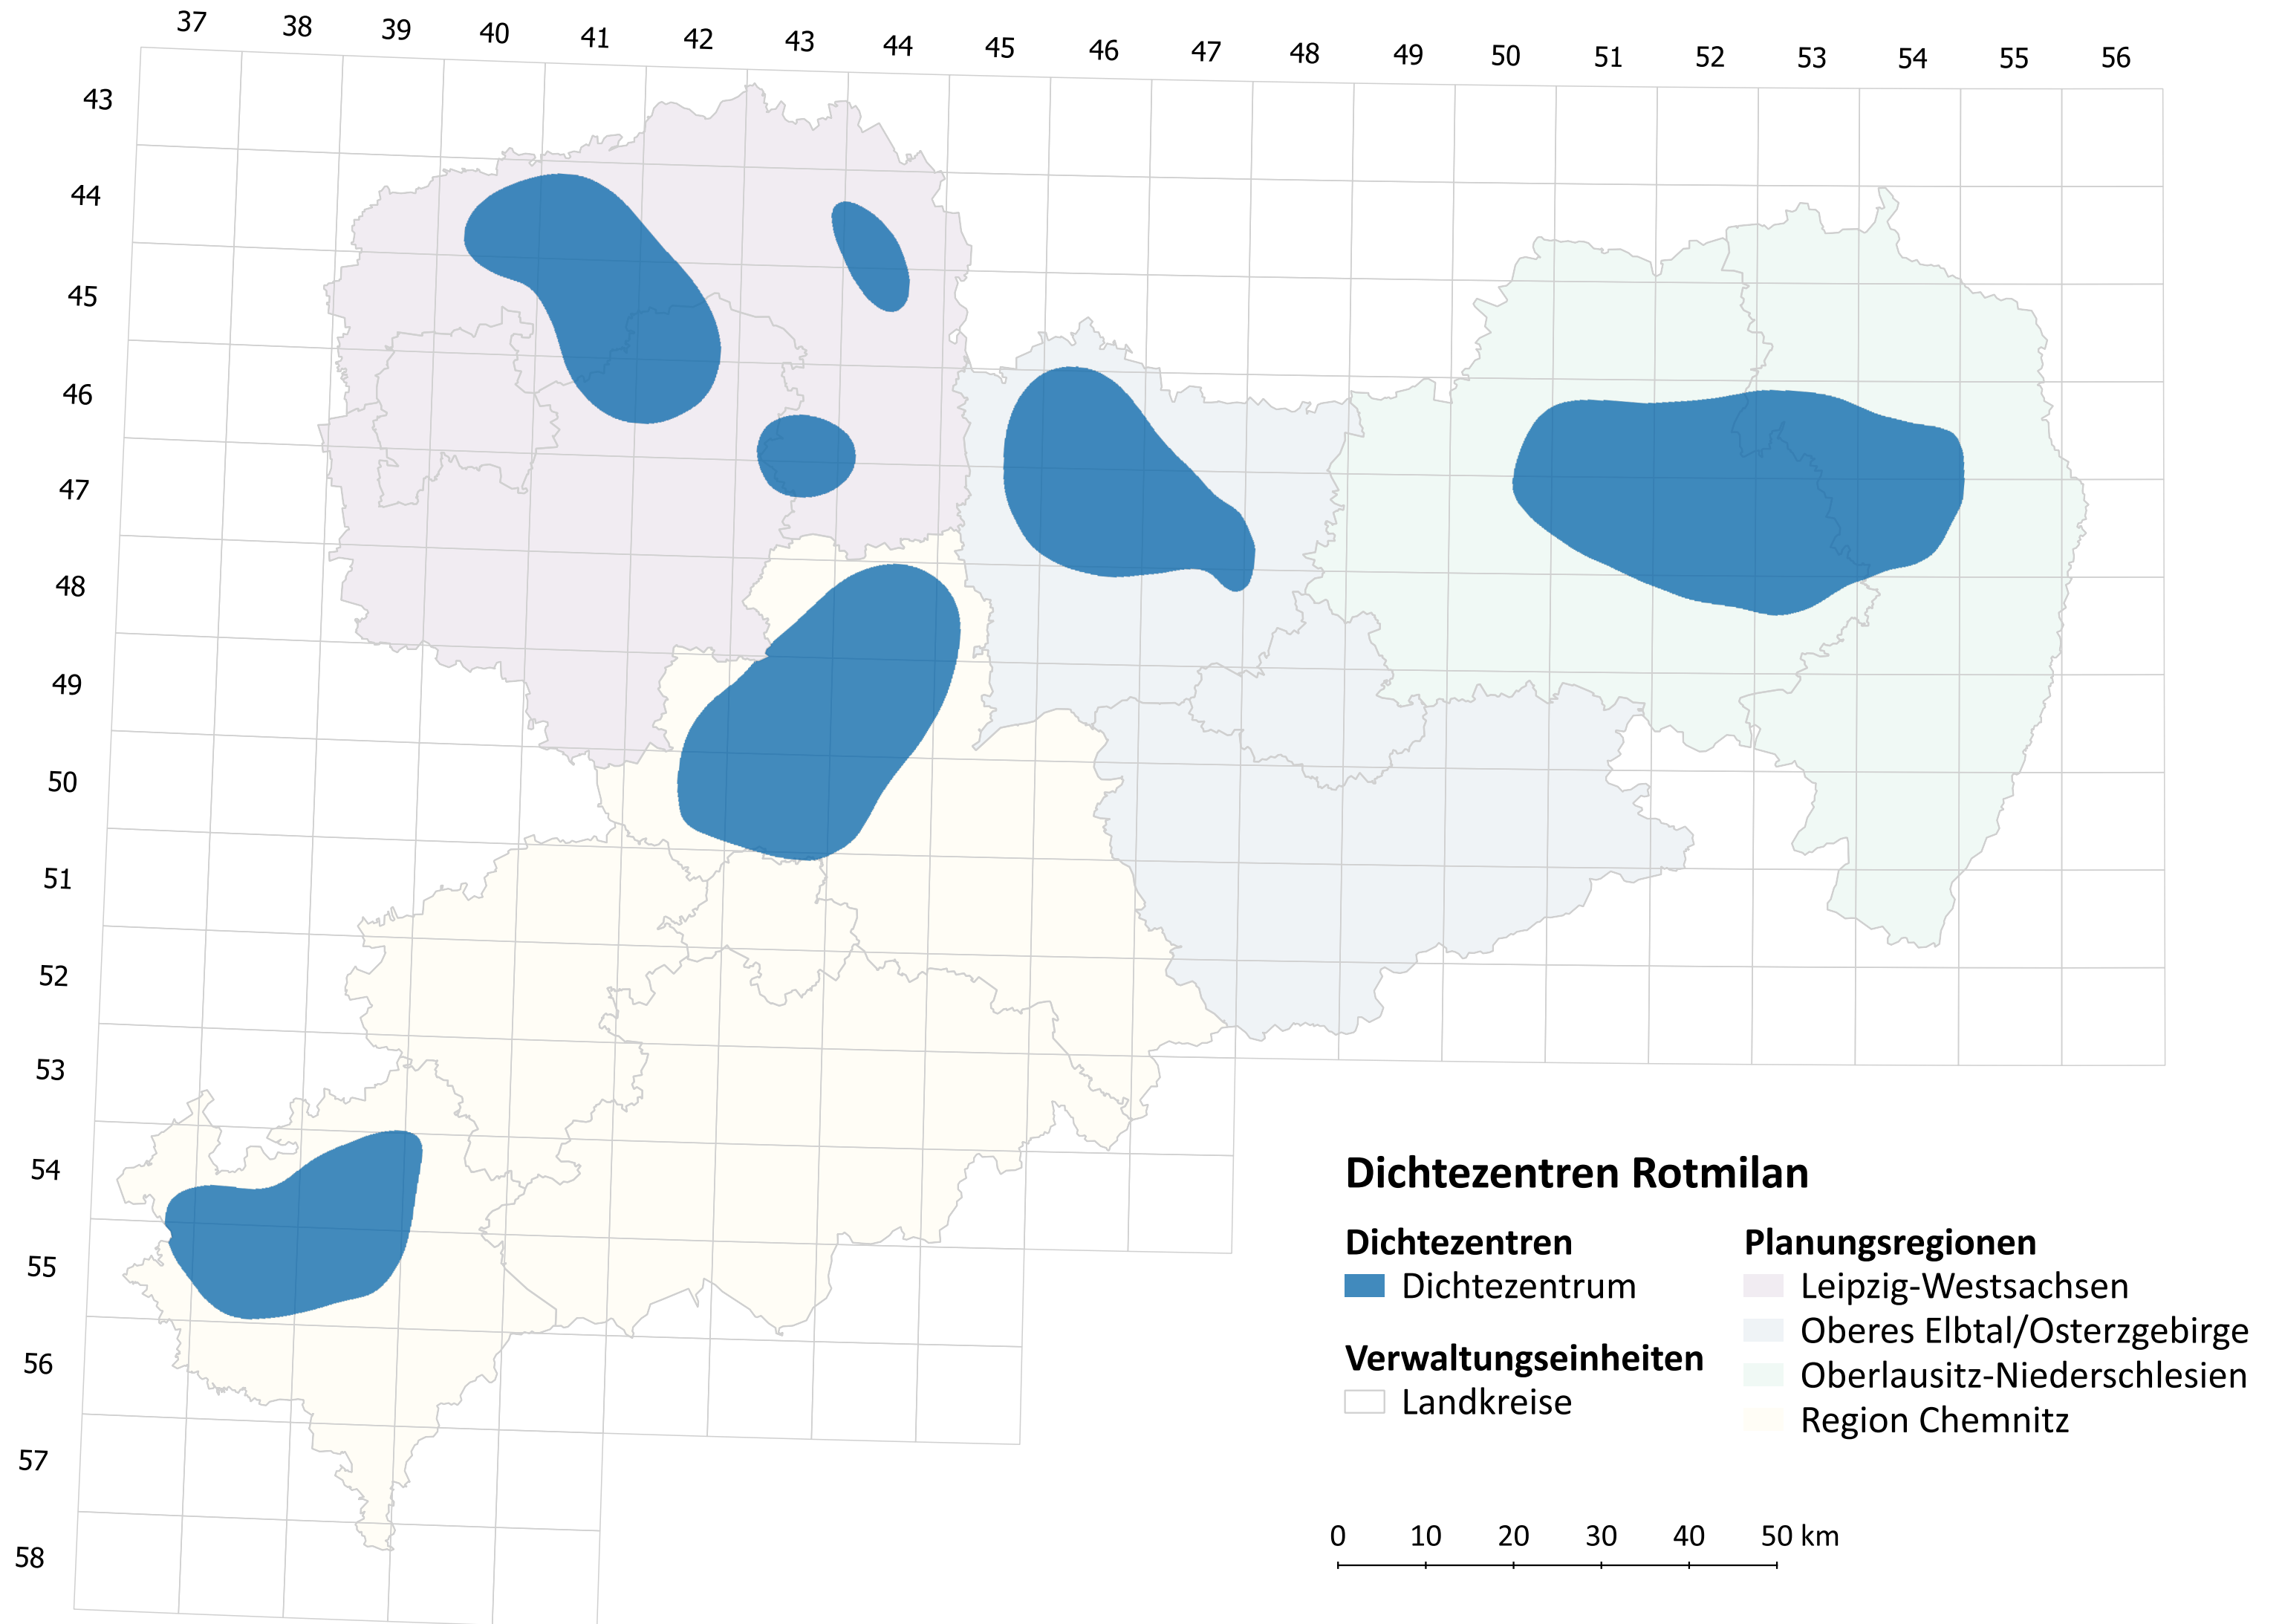 37 38 39 40 41 42 43 44 45 46 47 48 49 50 51 52 53 54 55 56
43
44
45
46
47
48
49
50
51
52
53
54
55
56
57
58
Dichtezentren Rotmilan
Dichtezentren
Dichtezentrum
Verwaltungseinheiten
Landkreise
Planungsregionen
Leipzig-Westsachsen
Oberes Elbtal/Osterzgebirge
Oberlausitz-Niederschlesien
Region Chemnitz
0 10 20 30 40 50 km